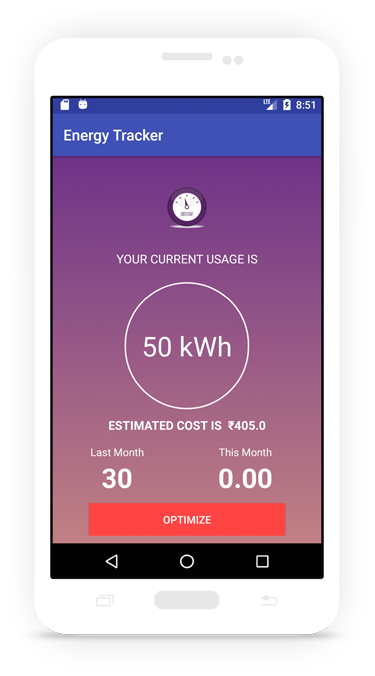 LTE 8:51
Energy Tracker
YOUR CURRENT USAGE IS
50 kWh
ESTIMATED COST IS ₹405.0
Last Month This Month
30 0.00
OPTIMIZE